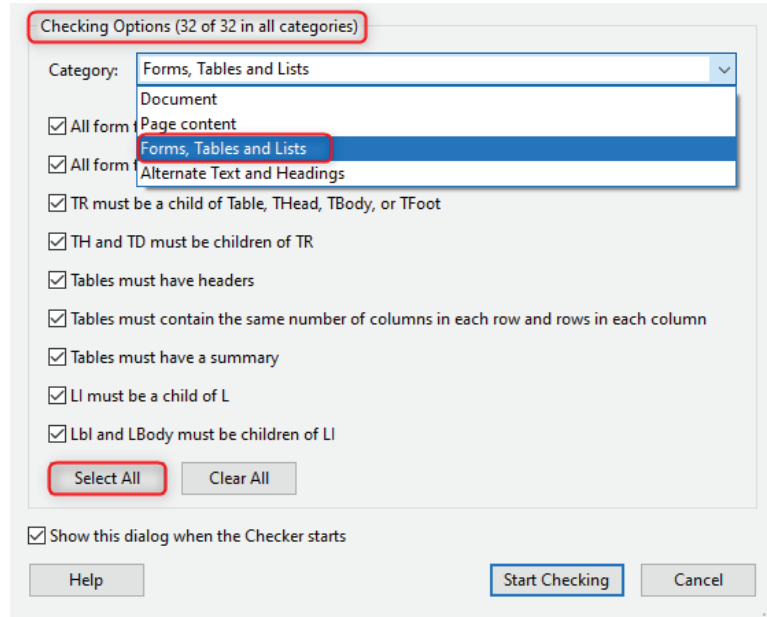 Checking Options (32 of 32 in all categories)
Category: Forms, Tables and Lists
Document
Page content
Forms, Tables and Lists
Alternate Text and Headings
All form
All form
TR must be a child of Table, THead, TBody, or TFoot
TH and TD must be children of TR
Tables must have headers
Tables must contain the same number of columns in each row and rows in each column
Tables must have a summary
LI must be a child of L
Lbl and LBody must be children of LI
Select All Clear All
Show this dialog when the Checker starts
Help Start Checking Cancel